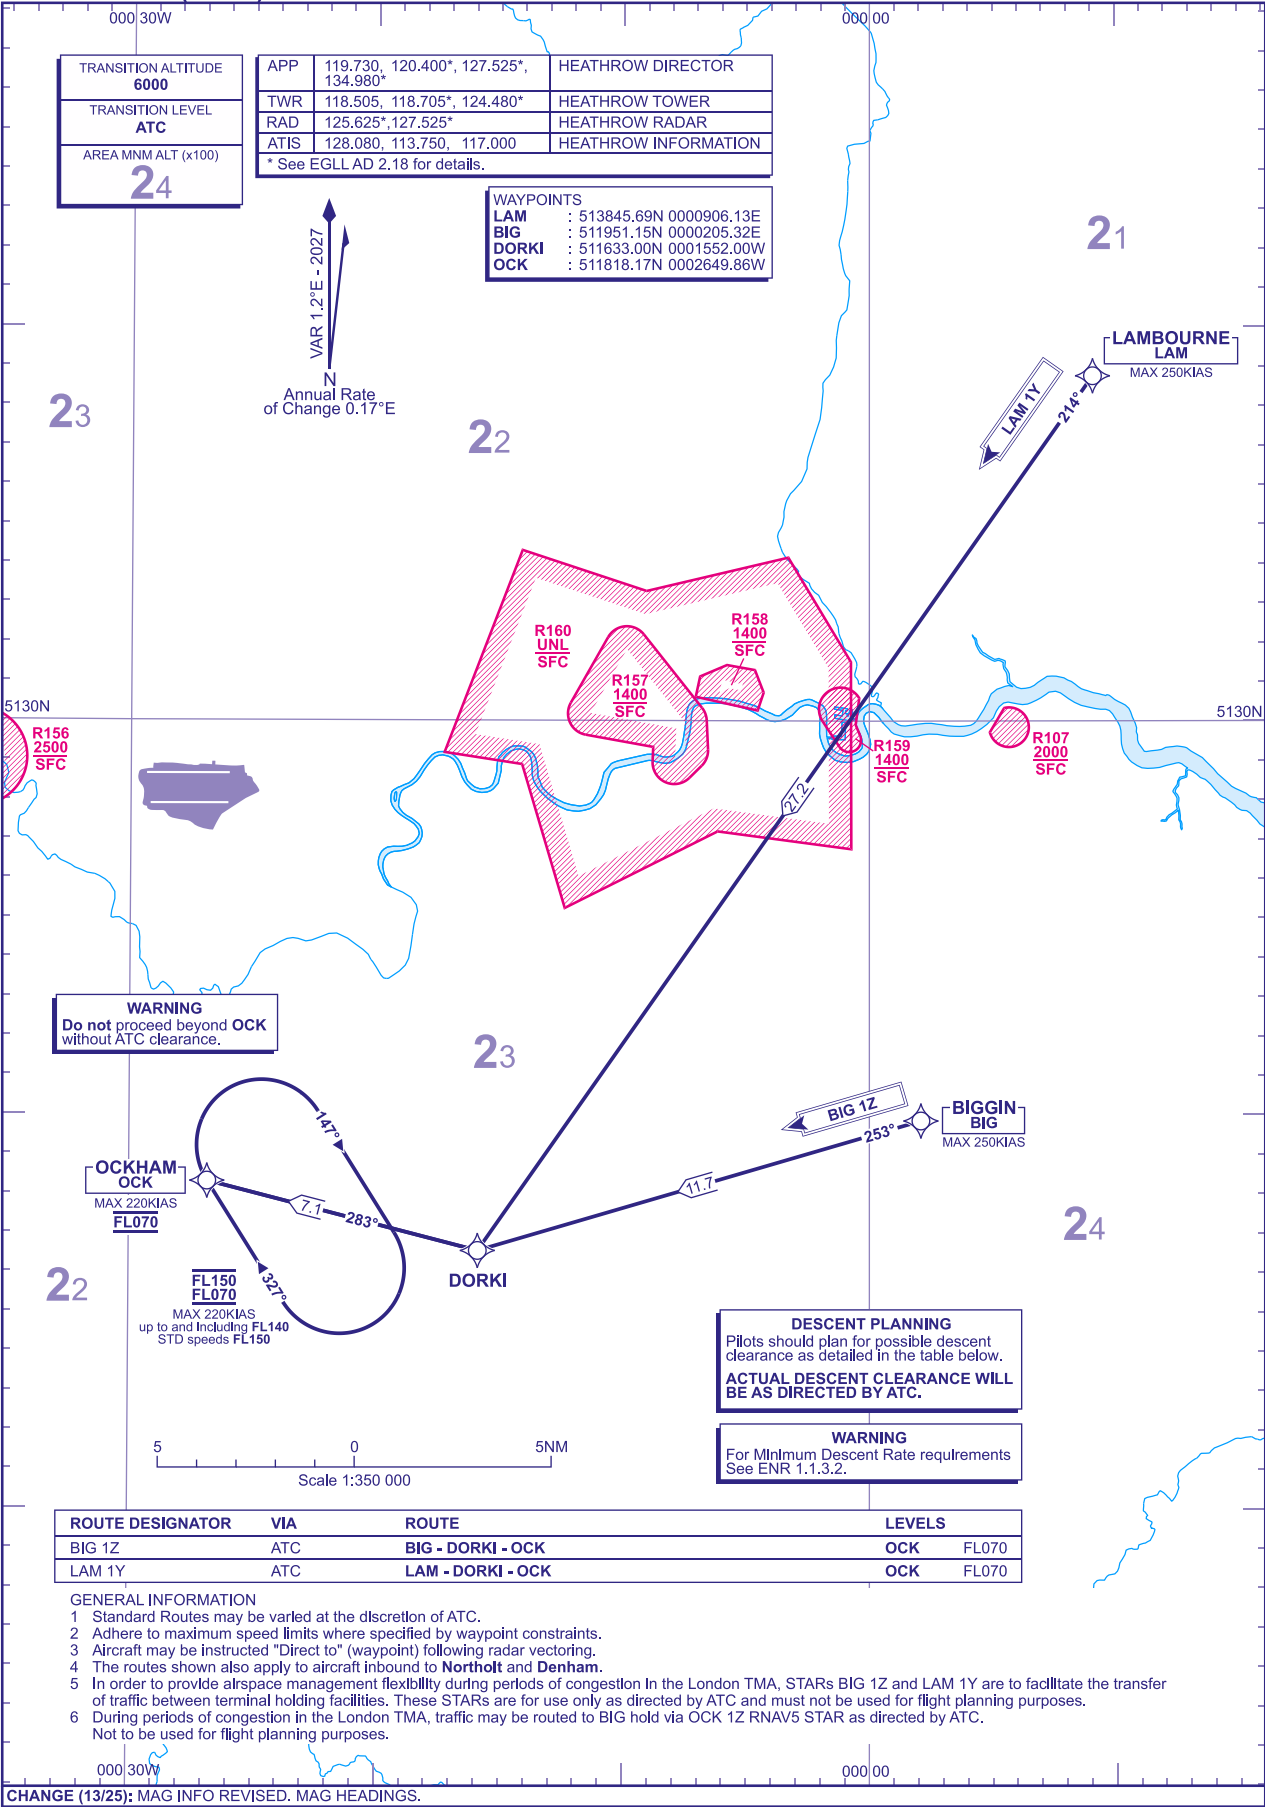 000 30W
000 00
TRANSITION ALTITUDE
6000
TRANSITION LEVEL
ATC
AREA MNM ALT (x100)
24
APP 119.730, 120.400*, 127.525*, HEATHROW DIRECTOR
134.980*
TWR 118.505, 118.705*, 124.480* HEATHROW TOWER
RAD 125.625*,127.525* HEATHROW RADAR
ATIS 128.080, 113.750, 117.000 HEATHROW INFORMATION
* See EGLL AD 2.18 for details.
WAYPOINTS
LAM : 513845.69N 0000906.13E
BIG : 511951.15N 0000205.32E
DORKI : 511633.00N 0001552.00W
OCK : 511818.17N 0002649.86W
VAR 1.2°E - 2027
N
Annual Rate
of Change 0.17°E
21
LAMBOURNE
LAM
MAX 250KIAS
LAM 1Y
214°
23
22
R160
UNL
SFC
R158
1400
SFC
R157
1400
SFC
5130N
5130N
R156
2500
SFC
R159
1400
SFC
R107
2000
SFC
27.2
WARNING
Do not proceed beyond OCK
without ATC clearance.
23
147°
BIG 1Z
253°
BIGGIN
BIG
MAX 250KIAS
OCKHAM
OCK
MAX 220KIAS
FL070
7.1
283°
11.7
24
22
327°
DORKI
FL150
FL070
MAX 220KIAS
up to and including FL140
STD speeds FL150
DESCENT PLANNING
Pilots should plan for possible descent
clearance as detailed in the table below.
ACTUAL DESCENT CLEARANCE WILL
BE AS DIRECTED BY ATC.
WARNING
For Minimum Descent Rate requirements
See ENR 1.1.3.2.
5 0 5NM
Scale 1:350 000
ROUTE DESIGNATOR VIA ROUTE LEVELS
BIG 1Z ATC BIG - DORKI - OCK OCK FL070
LAM 1Y ATC LAM - DORKI - OCK OCK FL070
GENERAL INFORMATION
1 Standard Routes may be varied at the discretion of ATC.
2 Adhere to maximum speed limits where specified by waypoint constraints.
3 Aircraft may be instructed "Direct to" (waypoint) following radar vectoring.
4 The routes shown also apply to aircraft inbound to Northolt and Denham.
5 In order to provide airspace management flexibility during periods of congestion in the London TMA, STARs BIG 1Z and LAM 1Y are to facilitate the transfer
of traffic between terminal holding facilities. These STARs are for use only as directed by ATC and must not be used for flight planning purposes.
6 During periods of congestion in the London TMA, traffic may be routed to BIG hold via OCK 1Z RNAV5 STAR as directed by ATC.
Not to be used for flight planning purposes.
000 30W
000 00
CHANGE (13/25): MAG INFO REVISED. MAG HEADINGS.